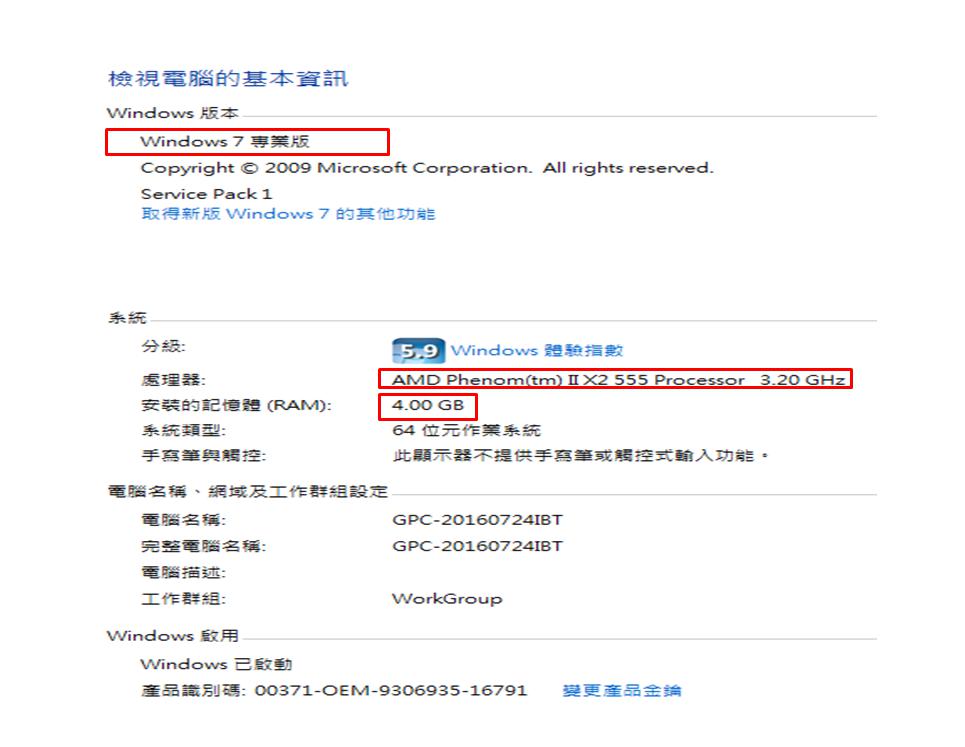 檢視電腦的基本資訊
Windows 版本
Windows 7 專業版
Copyright © 2009 Microsoft Corporation. All rights reserved.
Service Pack 1
取得新版 Windows 7 的其他功能
系統
分級: 5.9 Windows 體驗指數
處理器: AMD Phenom(tm) II X2 555 Processor 3.20 GHz
安裝的記憶體 (RAM): 4.00 GB
系統類型: 64 位元作業系統
手寫筆與觸控: 此顯示器不提供手寫筆或觸控式輸入功能。
電腦名稱、網域及工作群組設定
電腦名稱: GPC-20160724IBT
完整電腦名稱: GPC-20160724IBT
電腦描述:
工作群組: WorkGroup
Windows 啟用
Windows 已啟動
產品識別碼: 00371-OEM-9306935-16791 變更產品金鑰